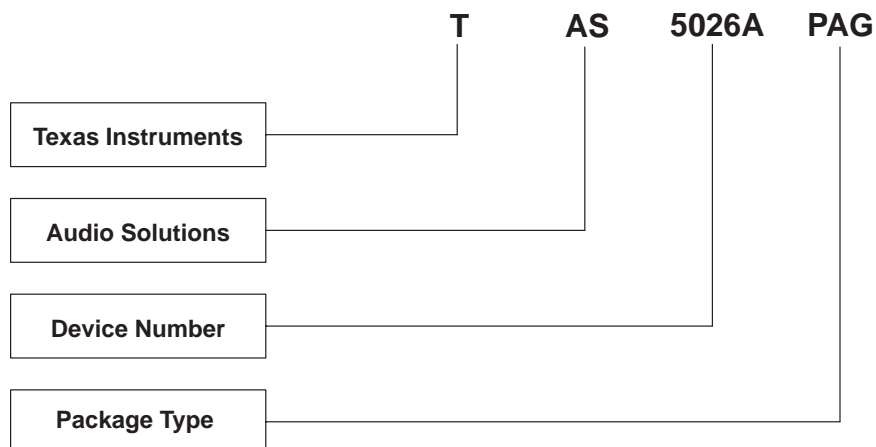 T AS 5026A PAG
Texas Instruments
Audio Solutions
Device Number
Package Type